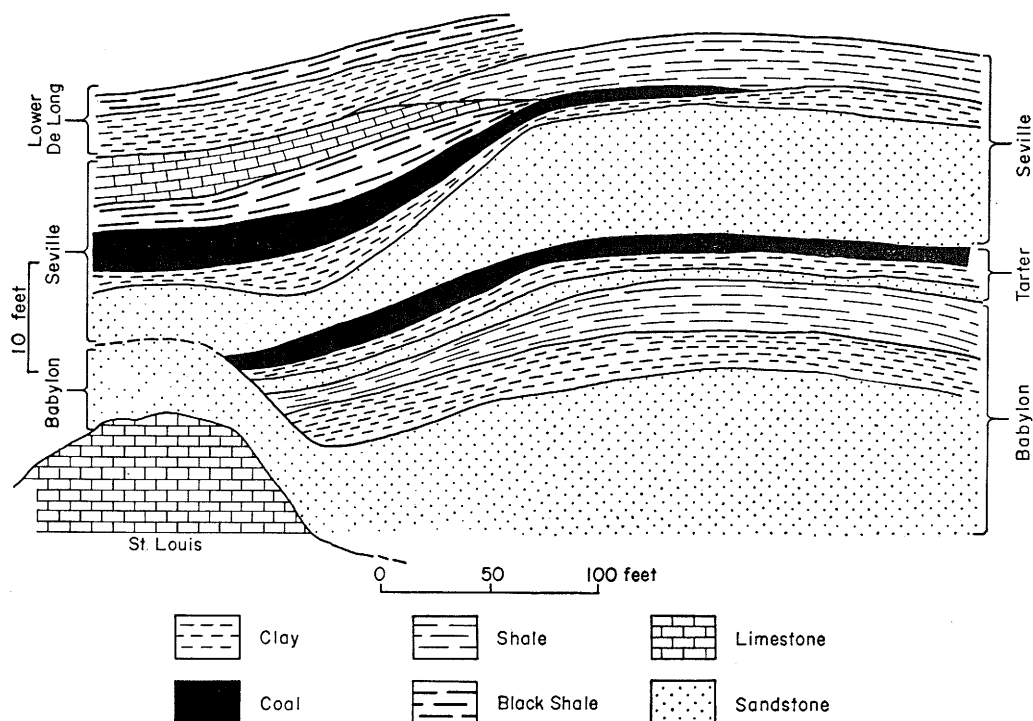 Lower
De Long
Seville
10 feet
Babylon
Seville
Tarter
Babylon
St. Louis
0 50 100 feet
Clay
Shale
Limestone
Coal
Black Shale
Sandstone